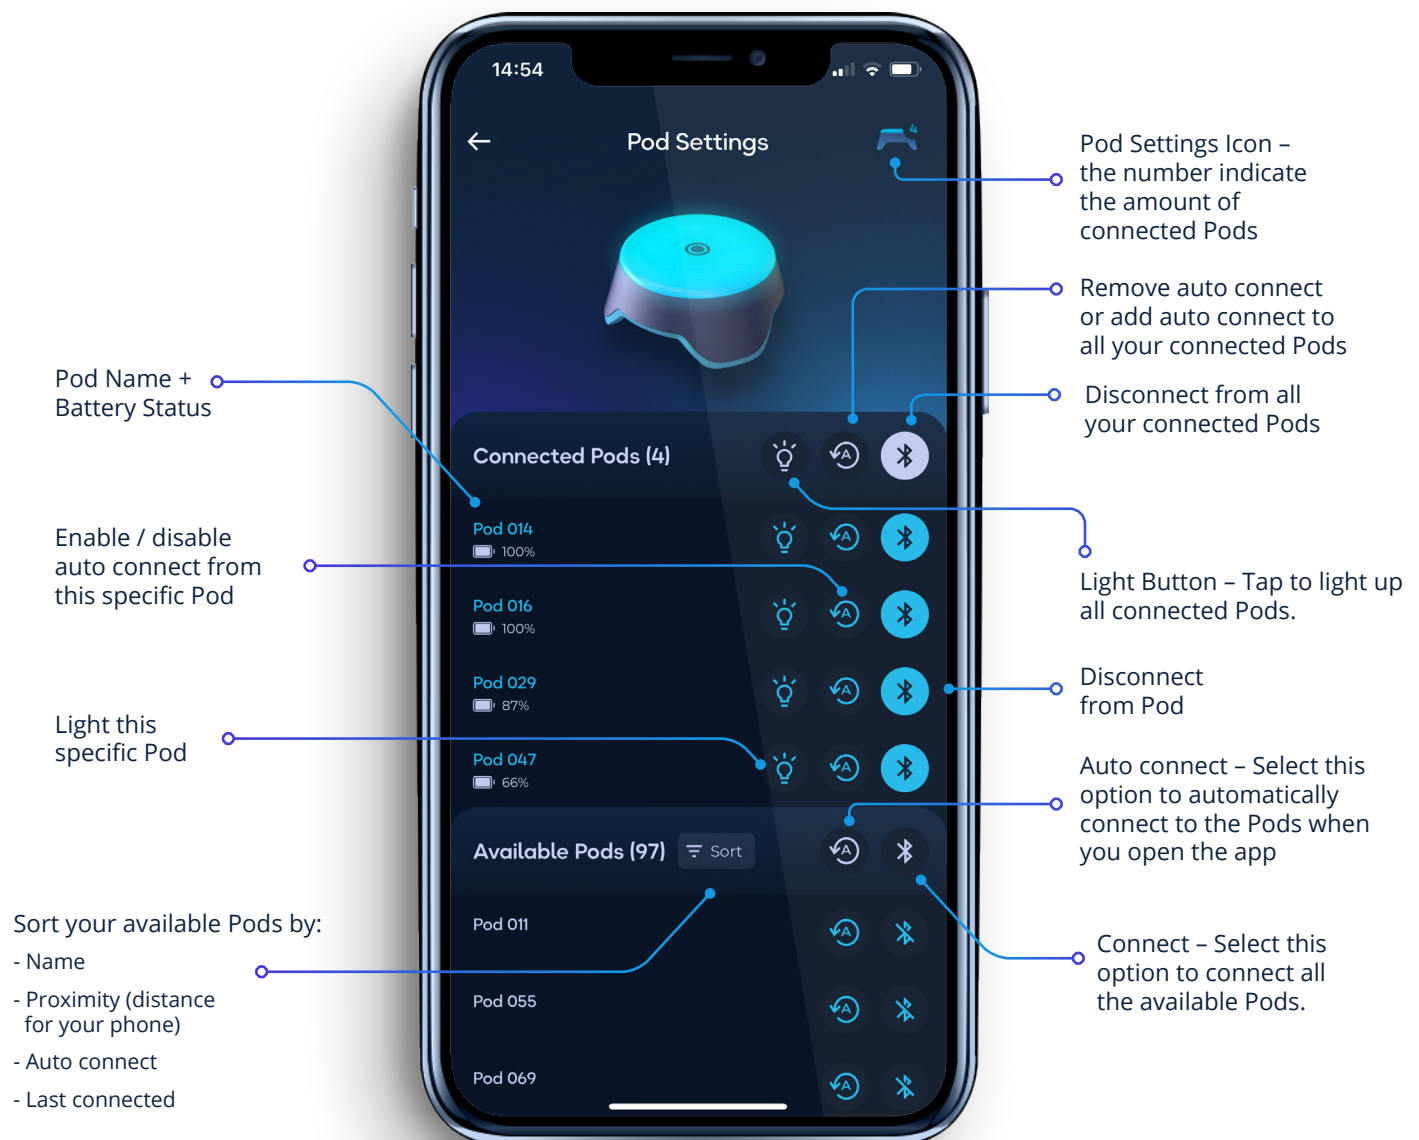 14:54
Pod Settings
4
Pod Settings Icon –
the number indicate
the amount of
connected Pods
Remove auto connect
or add auto connect to
all your connected Pods
Pod Name +
Battery Status
Disconnect from all
your connected Pods
Connected Pods (4)
A
Pod 014
100%
A
Enable / disable
auto connect from
this specific Pod
Light Button – Tap to light up
all connected Pods.
Pod 016
100%
A
Pod 029
87%
A
Disconnect
from Pod
Light this
specific Pod
Pod 047
66%
A
Auto connect – Select this
option to automatically
connect to the Pods when
you open the app
Available Pods (97)
Sort
A
Sort your available Pods by:
- Name
- Proximity (distance
for your phone)
- Auto connect
- Last connected
Pod 011
A
Connect – Select this
option to connect all
the available Pods.
Pod 055
A
Pod 069
A